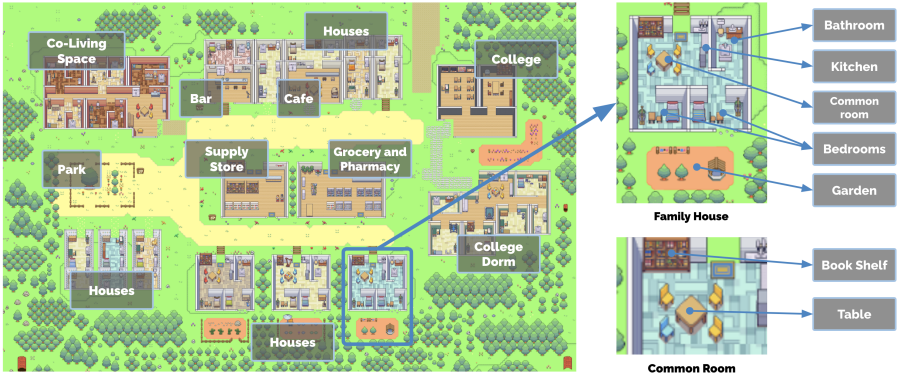 Houses
Co-Living
Space
College
Bar
Cafe
Supply
Store
Grocery and
Pharmacy
Park
College
Dorm
Houses
Houses
Bathroom
Kitchen
Common
room
Bedrooms
Garden
Family House
Book Shelf
Table
Common Room